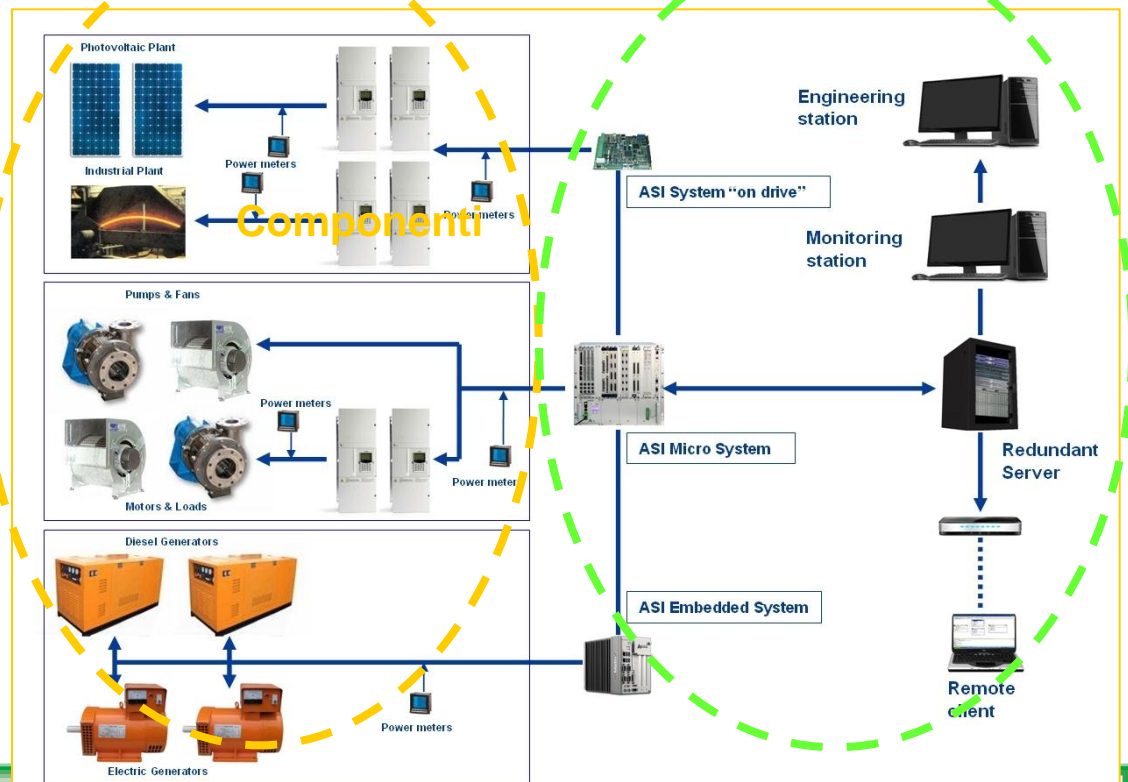 Photovoltaic Plant
Power meters
Industrial Plant
Power meters
Componenti
Pumps & Fans
Power meters
Power meter
Motors & Loads
Diesel Generators
Power meters
Electric Generators
ASI System “on drive”
ASI Micro System
ASI Embedded System
Engineering
station
Monitoring
station
Redundant
Server
Remote
client